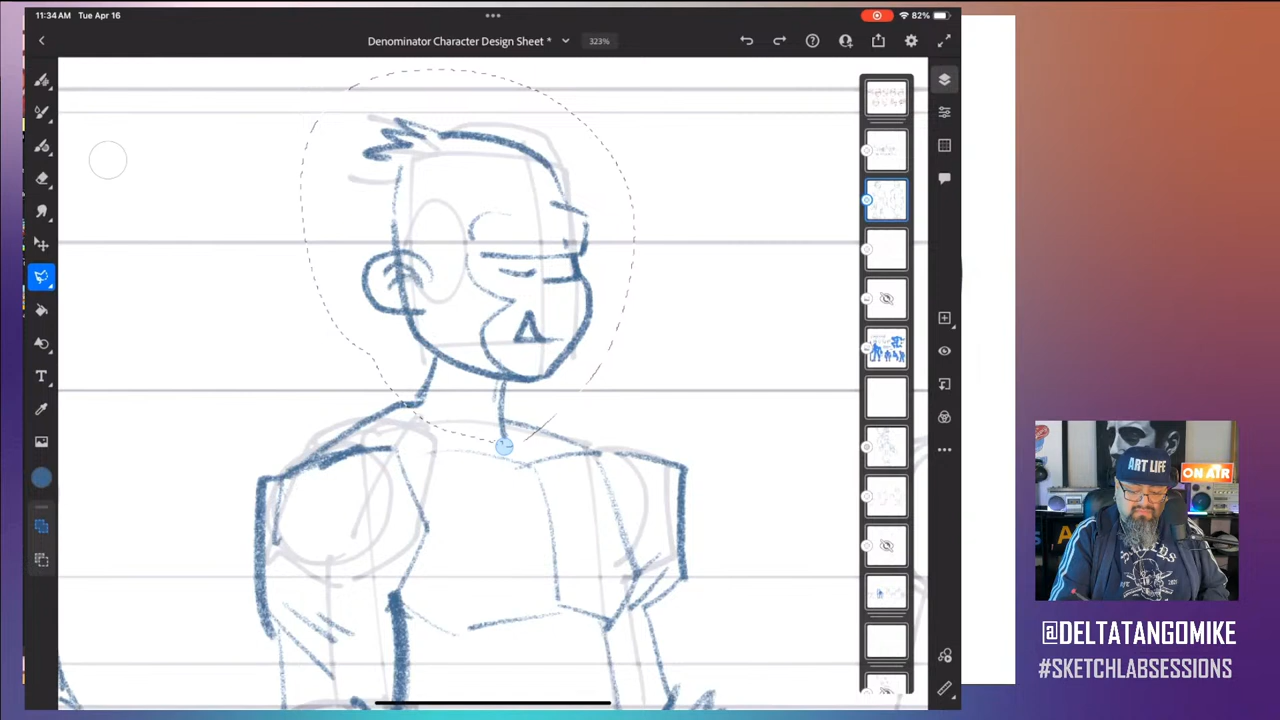 11:34 AM Tue Apr 16
82%
Denominator Character Design Sheet *
323%
T
ART LIFE
ON AIR
@DELTATANGOMIKE
#SKETCHLABSESSIONS